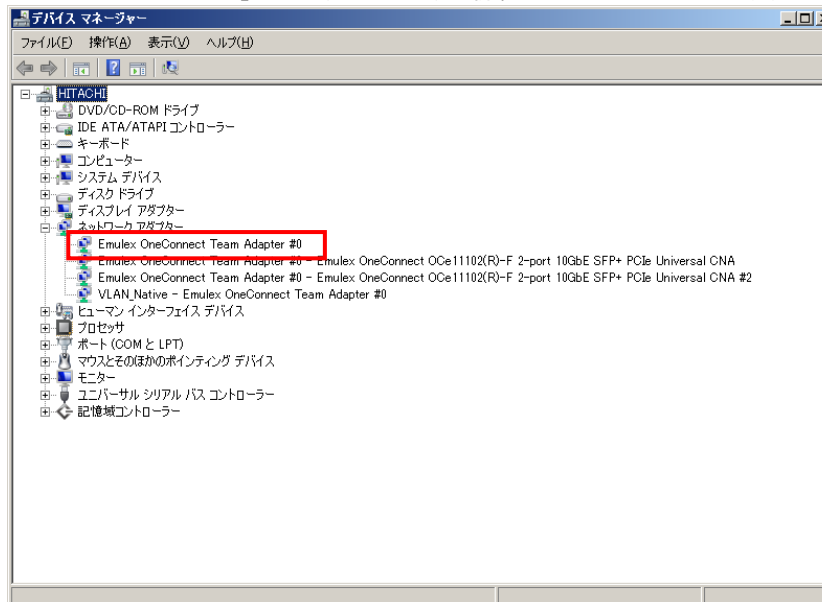 デバイス マネージャー
ファイル(F) 操作(A) 表示(V) ヘルプ(H)
HITACHI
DVD/CD-ROM ドライブ
IDE ATA/ATAPI コントローラー
キーボード
コンピューター
システム デバイス
ディスク ドライブ
ディスプレイ アダプター
ネットワーク アダプター
Emulex OneConnect Team Adapter #0
Emulex OneConnect Team Adapter #0 - Emulex OneConnect OCe11102(R)-F 2-port 10GbE SFP+ PCIe Universal CNA
Emulex OneConnect Team Adapter #0 - Emulex OneConnect OCe11102(R)-F 2-port 10GbE SFP+ PCIe Universal CNA #2
VLAN_Native - Emulex OneConnect Team Adapter #0
ヒューマン インターフェイス デバイス
プロセッサ
ポート (COM と LPT)
マウスとそのほかのポインティング デバイス
モニター
ユニバーサル シリアル バス コントローラー
記憶域コントローラー